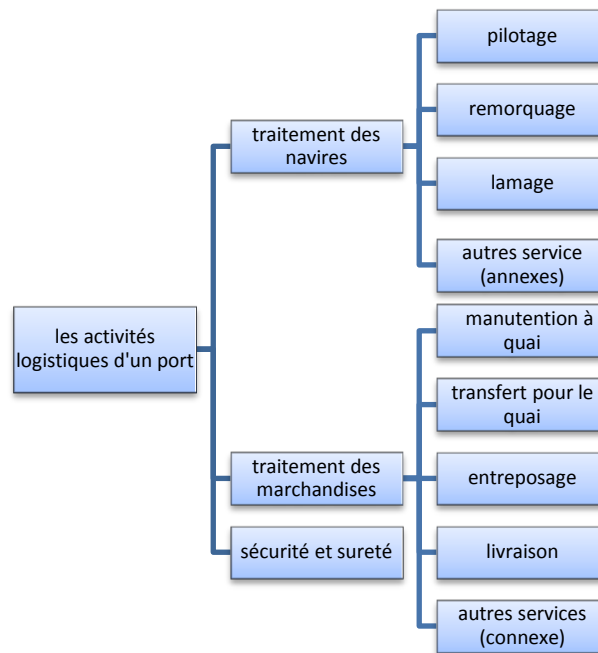 les activités
logistiques d'un port
traitement des
navires
pilotage
remorquage
lamage
autres service
(annexes)
traitement des
marchandises
manutention à
quai
transfert pour le
quai
entreposage
livraison
autres services
(connexe)
sécurité et sureté